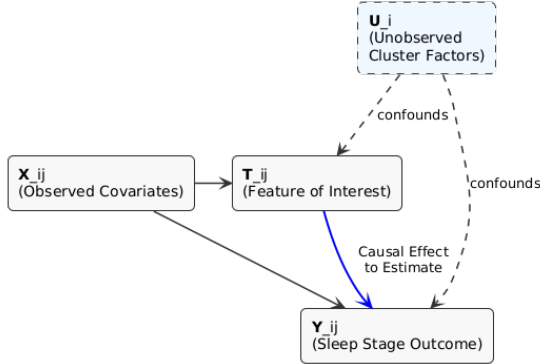 U_i
(Unobserved
Cluster Factors)
confounds
X_ij
(Observed Covariates)
T_ij
(Feature of Interest)
confounds
Causal Effect
to Estimate
Y_ij
(Sleep Stage Outcome)